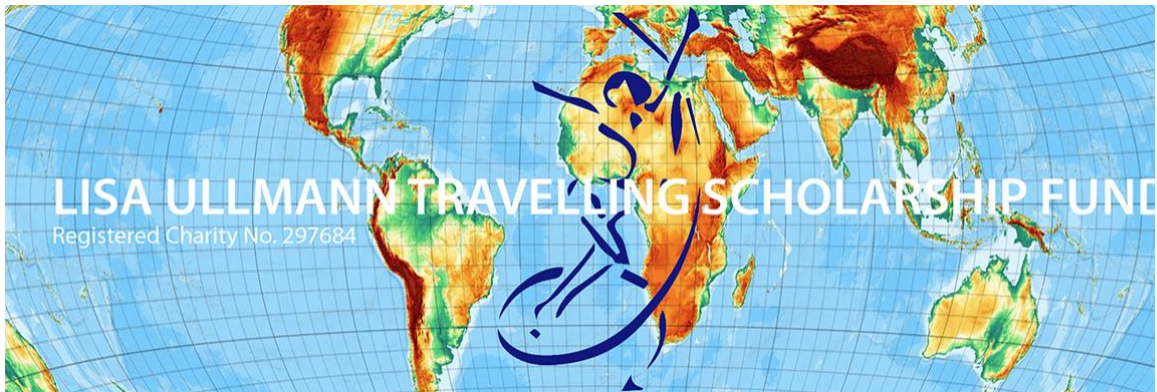 LISA ULLMANN TRAVELLING SCHOLARSHIP FUND
Registered Charity No. 297684